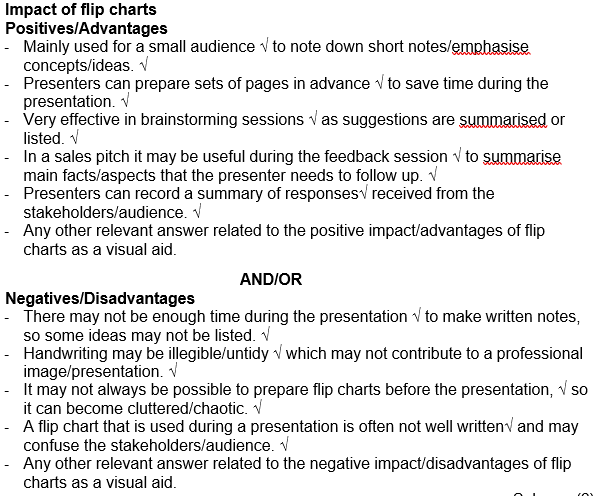 Impact of flip charts
Positives/Advantages
- Mainly used for a small audience √ to note down short notes/emphasise
concepts/ideas. √
- Presenters can prepare sets of pages in advance √ to save time during the
presentation. √
- Very effective in brainstorming sessions √ as suggestions are summarised or
listed. √
- In a sales pitch it may be useful during the feedback session √ to summarise
main facts/aspects that the presenter needs to follow up. √
- Presenters can record a summary of responses√ received from the
stakeholders/audience. √
- Any other relevant answer related to the positive impact/advantages of flip
charts as a visual aid.
AND/OR
Negatives/Disadvantages
- There may not be enough time during the presentation √ to make written notes,
so some ideas may not be listed. √
- Handwriting may be illegible/untidy √ which may not contribute to a professional
image/presentation. √
- It may not always be possible to prepare flip charts before the presentation, √ so
it can become cluttered/chaotic. √
- A flip chart that is used during a presentation is often not well written√ and may
confuse the stakeholders/audience. √
- Any other relevant answer related to the negative impact/disadvantages of flip
charts as a visual aid.